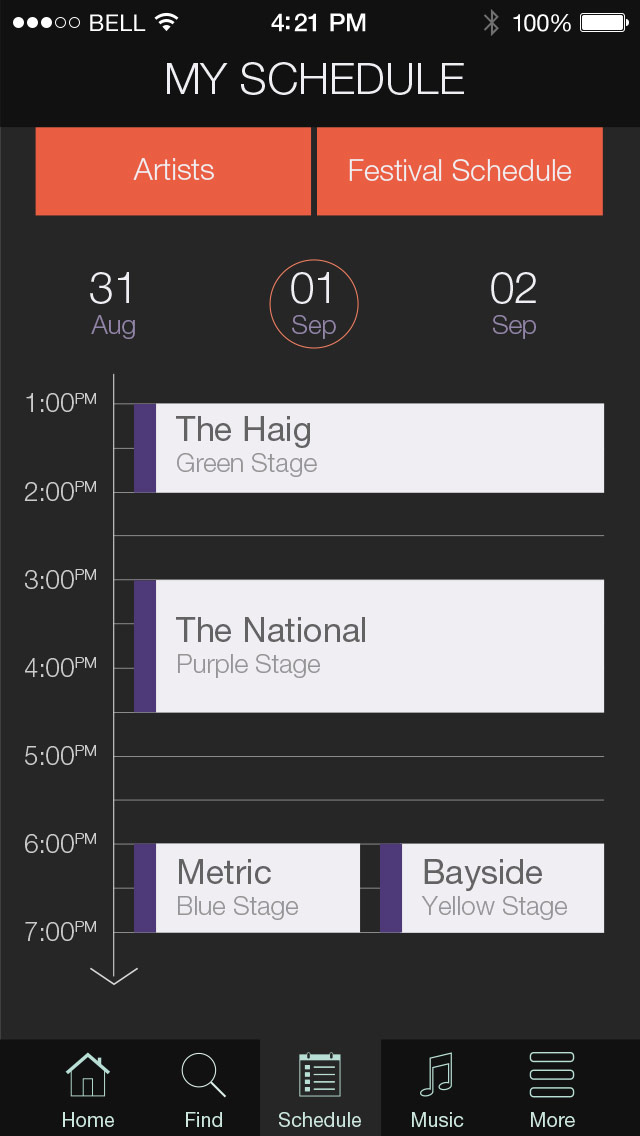 BELL 4:21 PM 100%
MY SCHEDULE
Artists Festival Schedule
31 01 02
Aug Sep Sep
1:00PM
The Haig
Green Stage
2:00PM
3:00PM
The National
Purple Stage
4:00PM
5:00PM
6:00PM
Metric Bayside
Blue Stage Yellow Stage
7:00PM
Home Find Schedule Music More